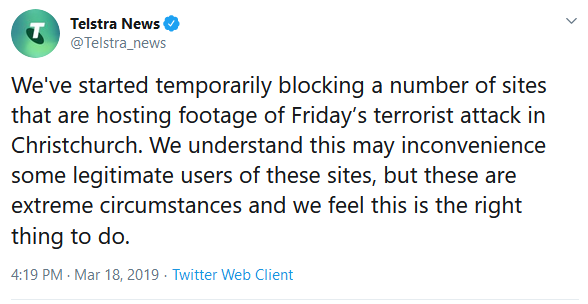 Telstra News
@Telstra_news
We've started temporarily blocking a number of sites
that are hosting footage of Friday’s terrorist attack in
Christchurch. We understand this may inconvenience
some legitimate users of these sites, but these are
extreme circumstances and we feel this is the right
thing to do.
4:19 PM · Mar 18, 2019 · Twitter Web Client